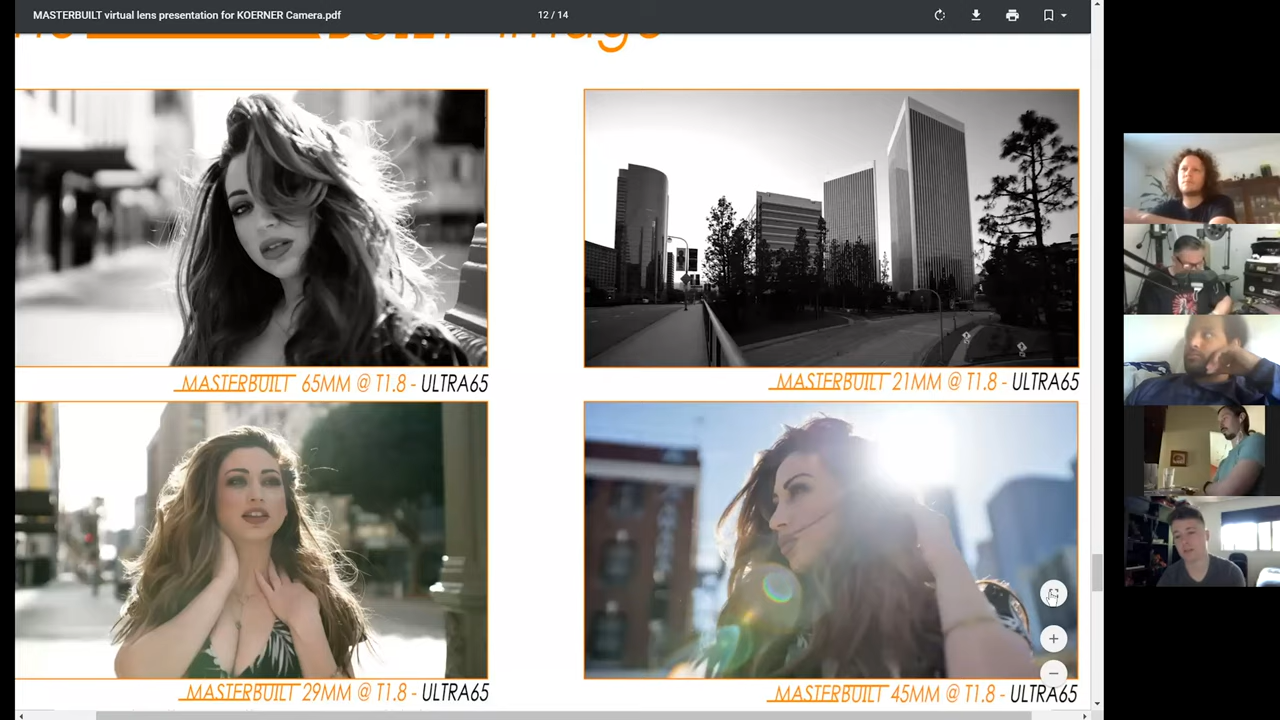 MASTERBUILT virtual lens presentation for KOERNER Camera.pdf
12 / 14
MASTERBUILT 65MM @ T1.8 - ULTRA65
MASTERBUILT 21MM @ T1.8 - ULTRA65
MASTERBUILT 29MM @ T1.8 - ULTRA65
MASTERBUILT 45MM @ T1.8 - ULTRA65